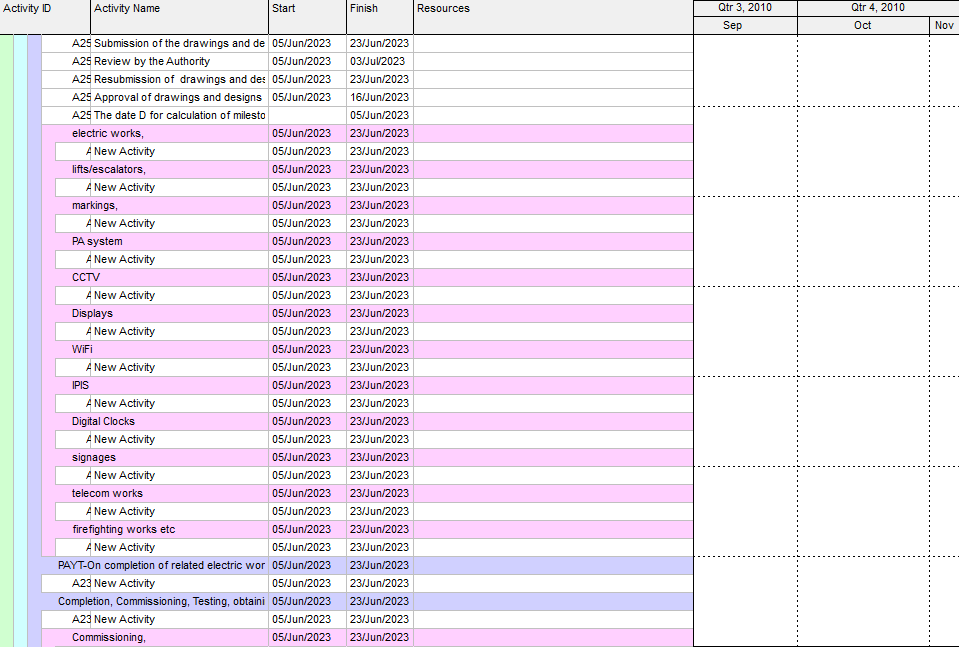 Activity ID Activity Name Start Finish Resources Qtr 3, 2010 Qtr 4, 2010
Sep Oct Nov
A25 Submission of the drawings and de 05/Jun/2023 23/Jun/2023
A25 Review by the Authority 05/Jun/2023 03/Jul/2023
A25 Resubmission of drawings and des 05/Jun/2023 23/Jun/2023
A25 Approval of drawings and designs 05/Jun/2023 16/Jun/2023
A25 The date D for calculation of milesto 05/Jun/2023
electric works, 05/Jun/2023 23/Jun/2023
A New Activity 05/Jun/2023 23/Jun/2023
lifts/escalators, 05/Jun/2023 23/Jun/2023
A New Activity 05/Jun/2023 23/Jun/2023
markings, 05/Jun/2023 23/Jun/2023
A New Activity 05/Jun/2023 23/Jun/2023
PA system 05/Jun/2023 23/Jun/2023
A New Activity 05/Jun/2023 23/Jun/2023
CCTV 05/Jun/2023 23/Jun/2023
A New Activity 05/Jun/2023 23/Jun/2023
Displays 05/Jun/2023 23/Jun/2023
A New Activity 05/Jun/2023 23/Jun/2023
WiFi 05/Jun/2023 23/Jun/2023
A New Activity 05/Jun/2023 23/Jun/2023
IPIS 05/Jun/2023 23/Jun/2023
A New Activity 05/Jun/2023 23/Jun/2023
Digital Clocks 05/Jun/2023 23/Jun/2023
A New Activity 05/Jun/2023 23/Jun/2023
signages 05/Jun/2023 23/Jun/2023
A New Activity 05/Jun/2023 23/Jun/2023
telecom works 05/Jun/2023 23/Jun/2023
A New Activity 05/Jun/2023 23/Jun/2023
firefighting works etc 05/Jun/2023 23/Jun/2023
A New Activity 05/Jun/2023 23/Jun/2023
PAYT-On completion of related electric wor 05/Jun/2023 23/Jun/2023
A23 New Activity 05/Jun/2023 23/Jun/2023
Completion, Commissioning, Testing, obtaini 05/Jun/2023 23/Jun/2023
A23 New Activity 05/Jun/2023 23/Jun/2023
Commissioning, 05/Jun/2023 23/Jun/2023